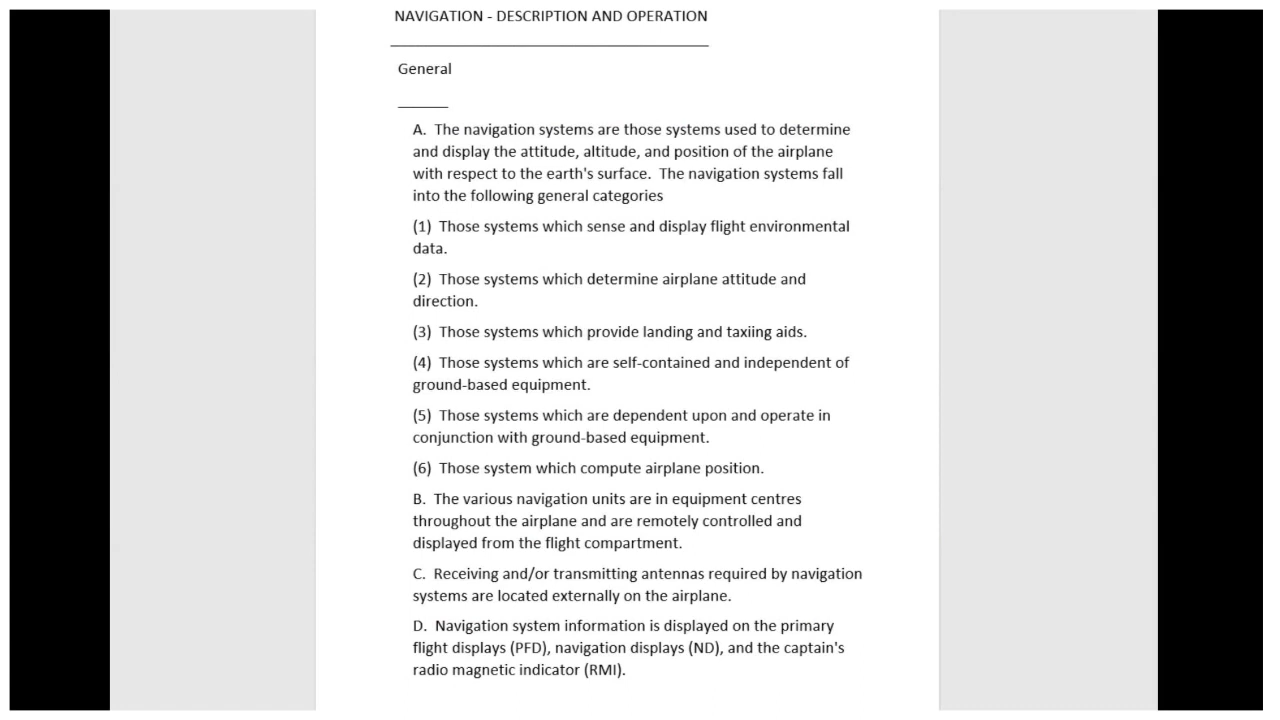 NAVIGATION - DESCRIPTION AND OPERATION
General
A. The navigation systems are those systems used to determine
and display the attitude, altitude, and position of the airplane
with respect to the earth's surface. The navigation systems fall
into the following general categories
(1) Those systems which sense and display flight environmental
data.
(2) Those systems which determine airplane attitude and
direction.
(3) Those systems which provide landing and taxiing aids.
(4) Those systems which are self-contained and independent of
ground-based equipment.
(5) Those systems which are dependent upon and operate in
conjunction with ground-based equipment.
(6) Those system which compute airplane position.
B. The various navigation units are in equipment centres
throughout the airplane and are remotely controlled and
displayed from the flight compartment.
C. Receiving and/or transmitting antennas required by navigation
systems are located externally on the airplane.
D. Navigation system information is displayed on the primary
flight displays (PFD), navigation displays (ND), and the captain's
radio magnetic indicator (RMI).